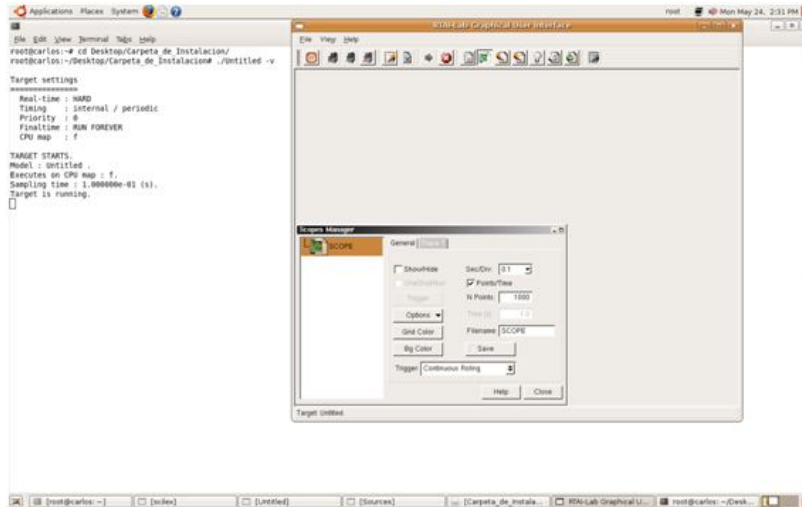 Applications Places System
root
Mon May 24, 2:31 PM
File Edit View Terminal Tabs Help
root@carlos:~# cd Desktop/Carpeta_de_Instalacion/
root@carlos:~/Desktop/Carpeta_de_Instalacion# ./Untitled -v
Target settings
===============
Real-time : HARD
Timing : internal / periodic
Priority : 0
Finaltime : RUN FOREVER
CPU map : f
TARGET STARTS.
Model : Untitled .
Executes on CPU map : f.
Sampling time : 1.000000e-01 (s).
Target is running.
RTAI-Lab Graphical User Interface
File View Help
Scopes Manager
SCOPE
General
Show/Hide
Sec/Div: 0.1
Points/Time
Trigger
N Points: 1000
Options
Time (s): 1.0
Grid Color
Filename: SCOPE
Bg Color
Save
Trigger: Continuous Roling
Help
Close
Target: Untitled.
[root@carlos: ~]
[scilex]
[Untitled]
[Sources]
[Carpeta_de_Instala...
RTAI-Lab Graphical U...
root@carlos: ~/Desk...